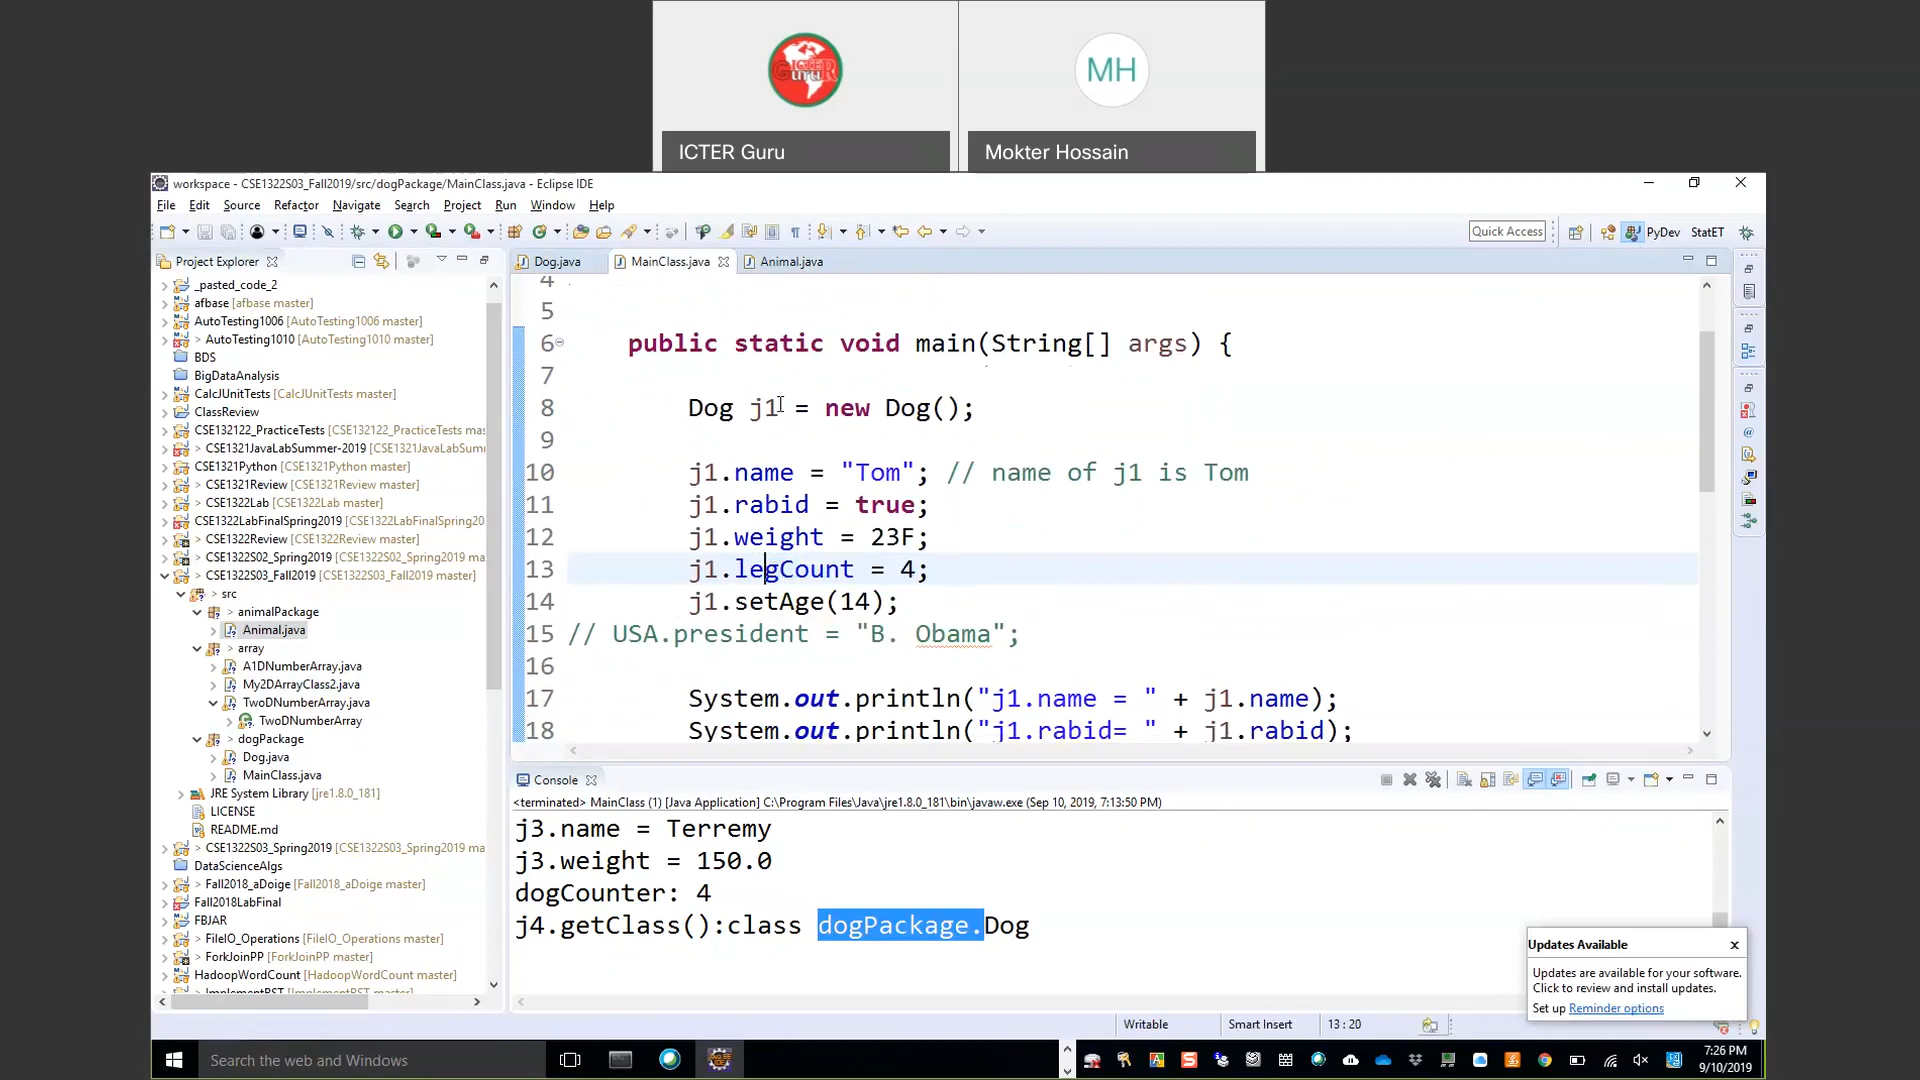 MH
ICTER Guru
Mokter Hossain
workspace - CSE1322S03_Fall2019/src/dogPackage/MainClass.java - Eclipse IDE
File Edit Source Refactor Navigate Search Project Run Window Help
Quick Access
PyDev
StatET
Project Explorer
_pasted_code_2
afbase [afbase master]
AutoTesting1006 [AutoTesting1006 master]
> AutoTesting1010 [AutoTesting1010 master]
BDS
BigDataAnalysis
CalcJUnitTests [CalcJUnitTests master]
ClassReview
CSE132122_PracticeTests [CSE132122_PracticeTests mas
> CSE1321JavaLabSummer-2019 [CSE1321JavaLabSumm
CSE1321Python [CSE1321Python master]
> CSE1321Review [CSE1321Review master]
> CSE1322Lab [CSE1322Lab master]
CSE1322LabFinalSpring2019 [CSE1322LabFinalSpring2019
> CSE1322Review [CSE1322Review master]
> CSE1322S02_Spring2019 [CSE1322S02_Spring2019 mas
> CSE1322S03_Fall2019 [CSE1322S03_Fall2019 master]
> src
> animalPackage
Animal.java
array
A1DNumberArray.java
My2DArrayClass2.java
TwoDNumberArray.java
TwoDNumberArray
> dogPackage
Dog.java
MainClass.java
JRE System Library [jre1.8.0_181]
LICENSE
README.md
> CSE1322S03_Spring2019 [CSE1322S03_Spring2019 ma
DataScienceAlgs
> Fall2018_aDoige [Fall2018_aDoige master]
Fall2018LabFinal
FBJAR
> FileIO_Operations [FileIO_Operations master]
> ForkJoinPP [ForkJoinPP master]
HadoopWordCount [HadoopWordCount master]
Dog.java
MainClass.java
Animal.java
4
5
6 public static void main(String[] args) {
7
8 Dog j1 = new Dog();
9
10 j1.name = "Tom"; // name of j1 is Tom
11 j1.rabid = true;
12 j1.weight = 23F;
13 j1.legCount = 4;
14 j1.setAge(14);
15 // USA.president = "B. Obama";
16
17 System.out.println("j1.name = " + j1.name);
18 System.out.println("j1.rabid= " + j1.rabid);
Console
<terminated> MainClass (1) [Java Application] C:\Program Files\Java\jre1.8.0_181\bin\javaw.exe (Sep 10, 2019, 7:13:50 PM)
j3.name = Terremy
j3.weight = 150.0
dogCounter: 4
j4.getClass():class dogPackage.Dog
Updates Available
Updates are available for your software.
Click to review and install updates.
Set up Reminder options
Writable
Smart Insert
13 : 20
Search the web and Windows
7:26 PM
9/10/2019